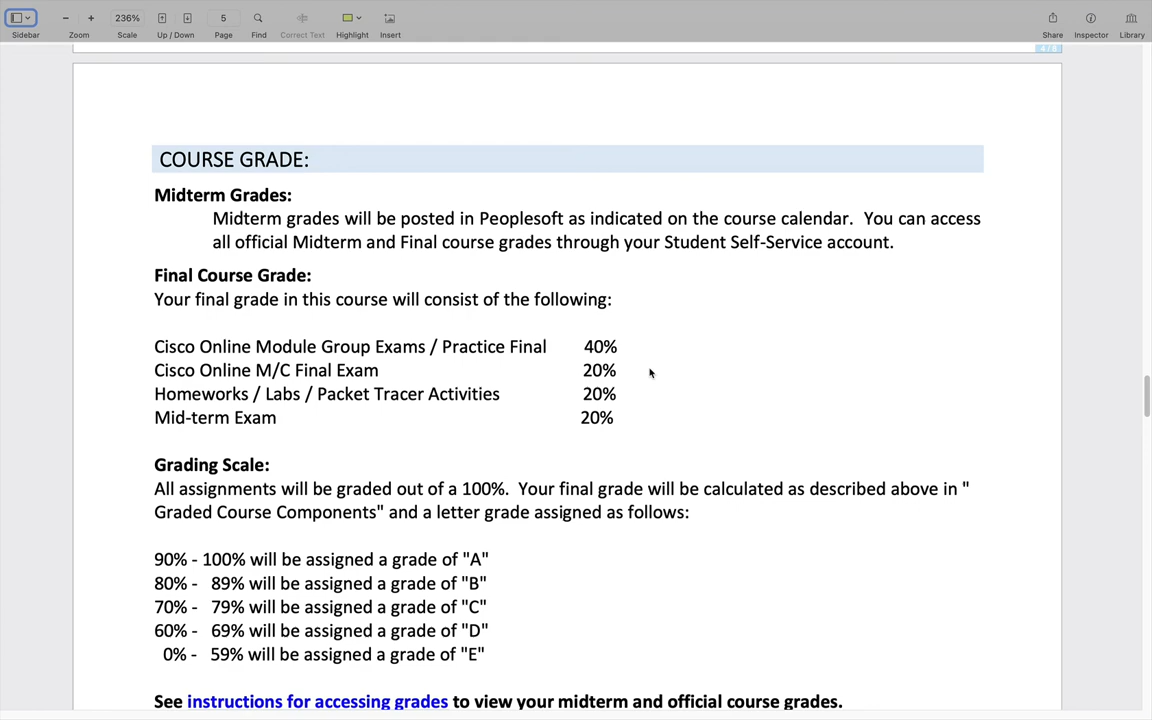 236%
5
Sidebar
Zoom
Scale
Up / Down
Page
Find
Correct Text
Highlight
Insert
Share
Inspector
Library
4 / 8
COURSE GRADE:
Midterm Grades:
Midterm grades will be posted in Peoplesoft as indicated on the course calendar.  You can access
all official Midterm and Final course grades through your Student Self-Service account.
Final Course Grade:
Your final grade in this course will consist of the following:
Cisco Online Module Group Exams / Practice Final 40%
Cisco Online M/C Final Exam 20%
Homeworks / Labs / Packet Tracer Activities 20%
Mid-term Exam 20%
Grading Scale:
All assignments will be graded out of a 100%.  Your final grade will be calculated as described above in "
Graded Course Components" and a letter grade assigned as follows:
90% - 100% will be assigned a grade of "A"
80% -   89% will be assigned a grade of "B"
70% -   79% will be assigned a grade of "C"
60% -   69% will be assigned a grade of "D"
0% -   59% will be assigned a grade of "E"
See instructions for accessing grades to view your midterm and official course grades.